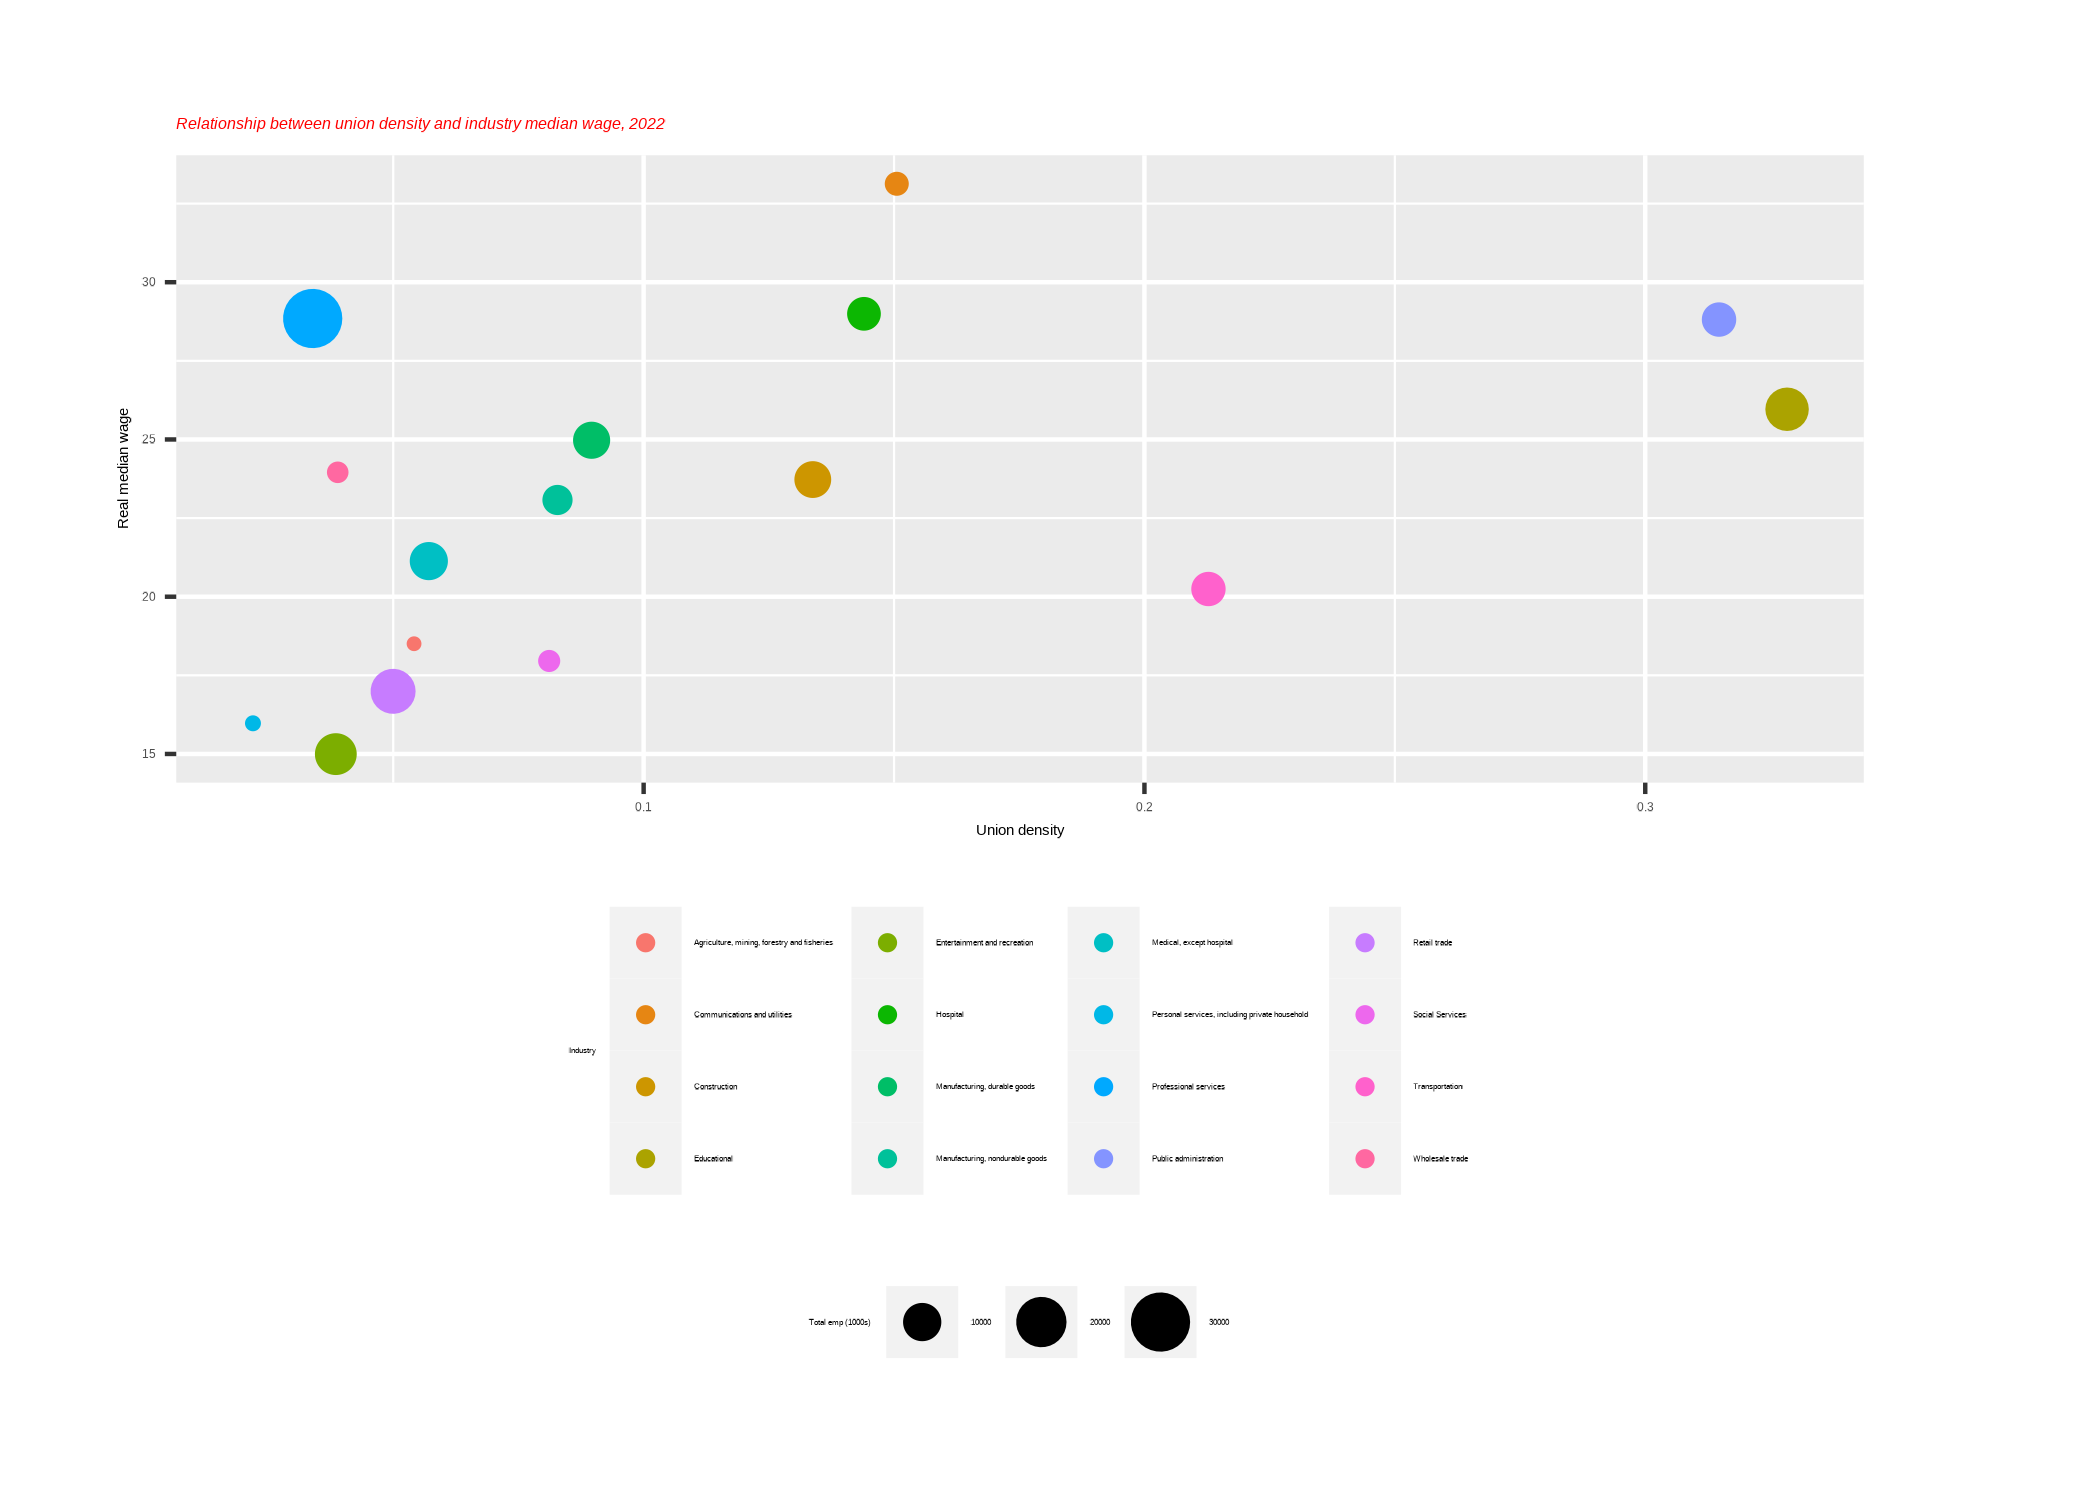 Relationship between union density and industry median wage, 2022
30
25
20
15
Real median wage
0.1 0.2 0.3
Union density
Industry
Agriculture, mining, forestry and fisheries
Communications and utilities
Construction
Educational
Entertainment and recreation
Hospital
Manufacturing, durable goods
Manufacturing, nondurable goods
Medical, except hospital
Personal services, including private household
Professional services
Public administration
Retail trade
Social Services
Transportation
Wholesale trade
Total emp (1000s) 10000 20000 30000